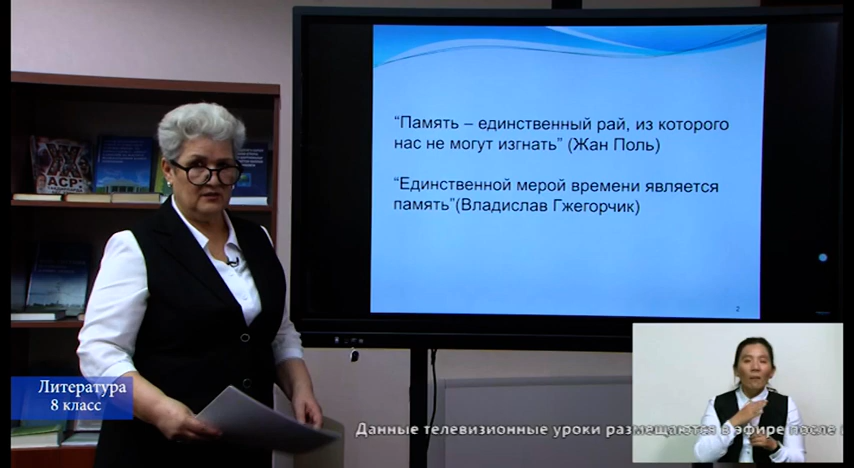 “Память – единственный рай, из которого
нас не могут изгнать” (Жан Поль)
“Единственной мерой времени является
память”(Владислав Гжегорчик)
2
Ж
АСР
Литература
8 класс
Данные телевизионные уроки размещаются в эфире после